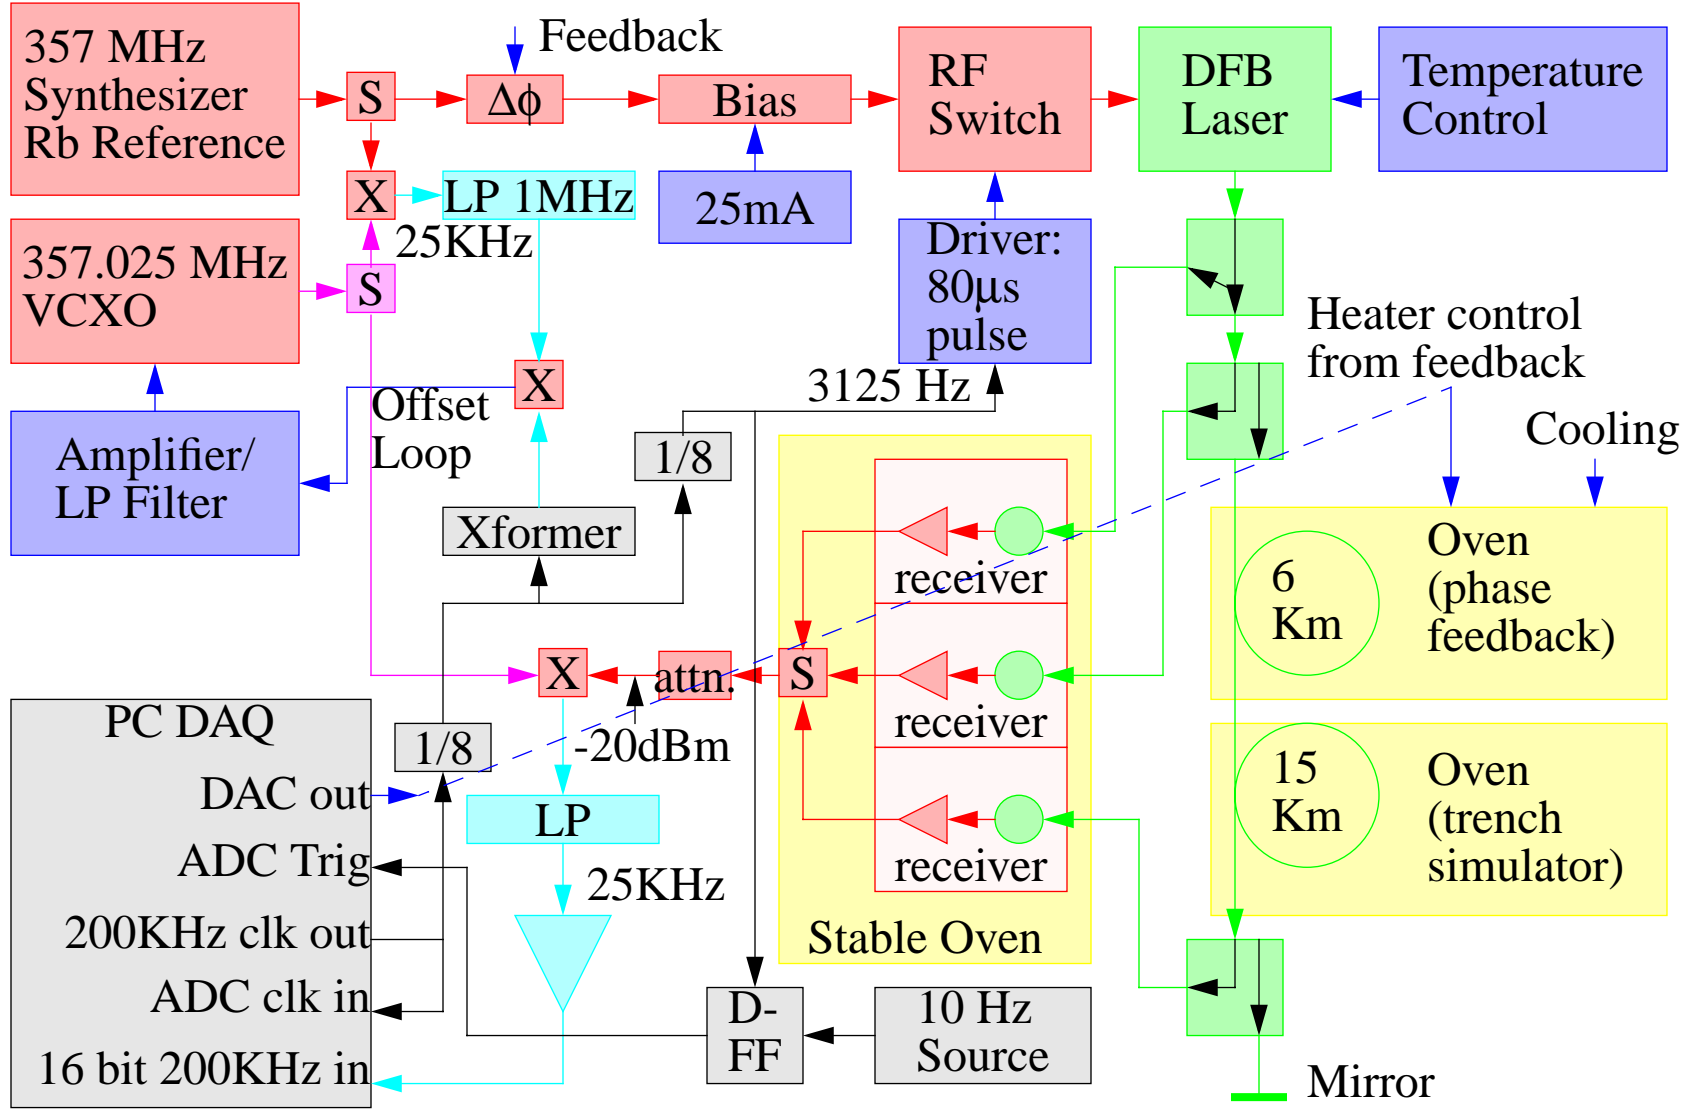 357 MHz
Synthesizer
Rb Reference
S
Feedback
Δϕ
Bias
RF
Switch
DFB
Laser
Temperature
Control
X
LP 1MHz
25mA
25KHz
357.025 MHz
VCXO
S
Driver:
80μs
pulse
Heater control
from feedback
X
3125 Hz
Offset
Loop
Amplifier/
LP Filter
1/8
Cooling
Xformer
receiver
6
Km
Oven
(phase
feedback)
X
attn.
S
receiver
-20dBm
PC DAQ
1/8
DAC out
LP
15
Km
Oven
(trench
simulator)
ADC Trig
25KHz
receiver
200KHz clk out
Stable Oven
ADC clk in
D-
FF
10 Hz
Source
16 bit 200KHz in
Mirror